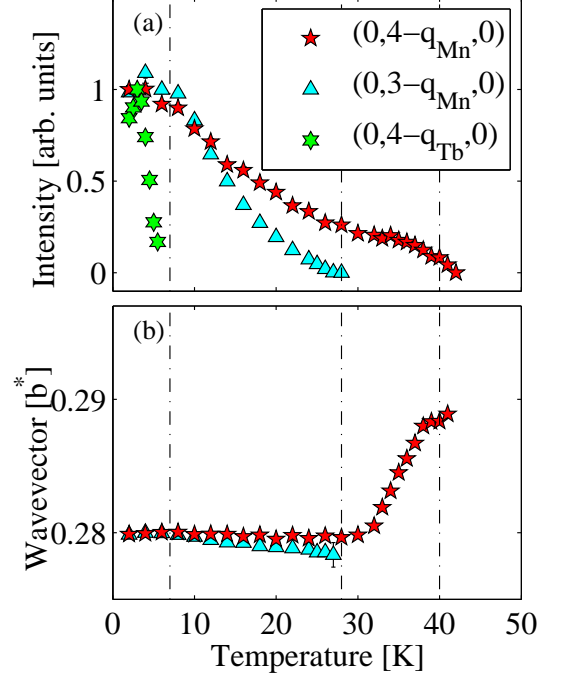 (a)
(0,4−q_Mn,0)
(0,3−q_Mn,0)
(0,4−q_Tb,0)
Intensity [arb. units]
1
0.5
0
(b)
Wavevector [b*]
0.29
0.28
0 10 20 30 40 50
Temperature [K]